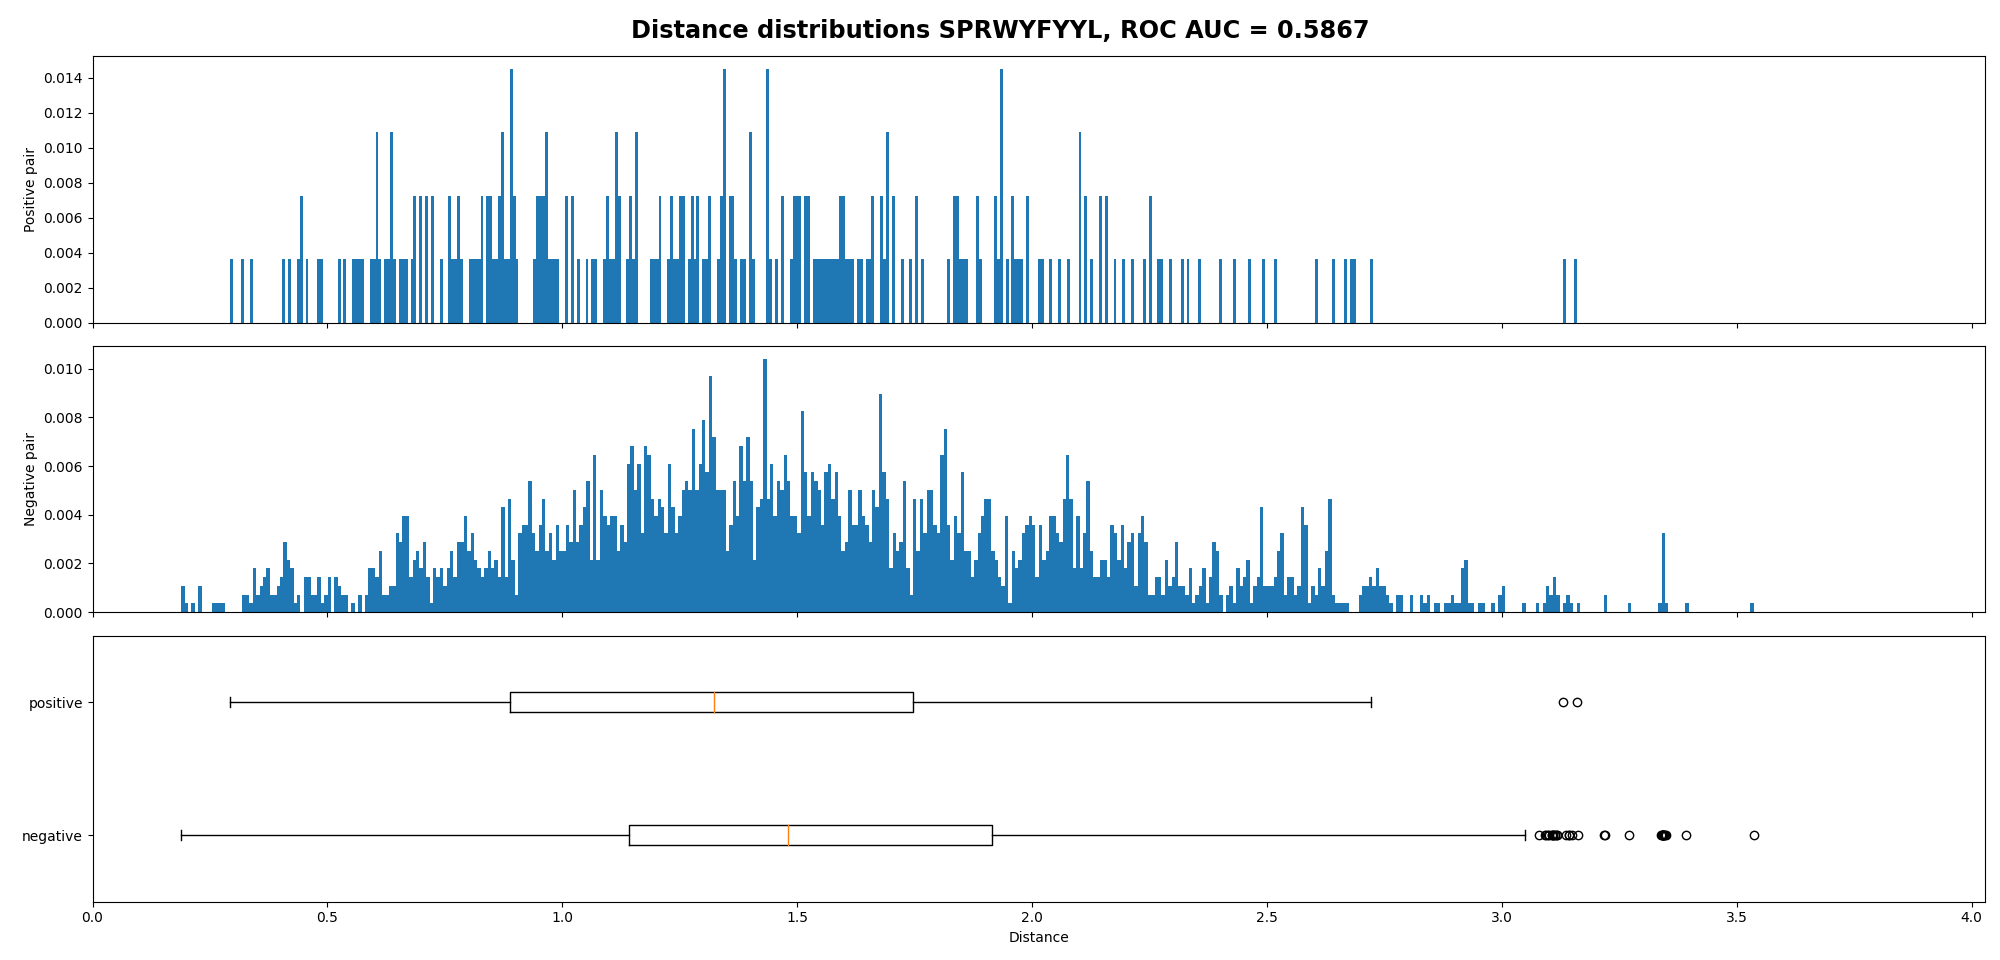 Distance distributions SPRWYFYYL, ROC AUC = 0.5867
0.014
0.012
0.010
0.008
0.006
0.004
0.002
0.000
Positive pair
0.010
0.008
0.006
0.004
0.002
0.000
Negative pair
positive
negative
0.0 0.5 1.0 1.5 2.0 2.5 3.0 3.5 4.0
Distance